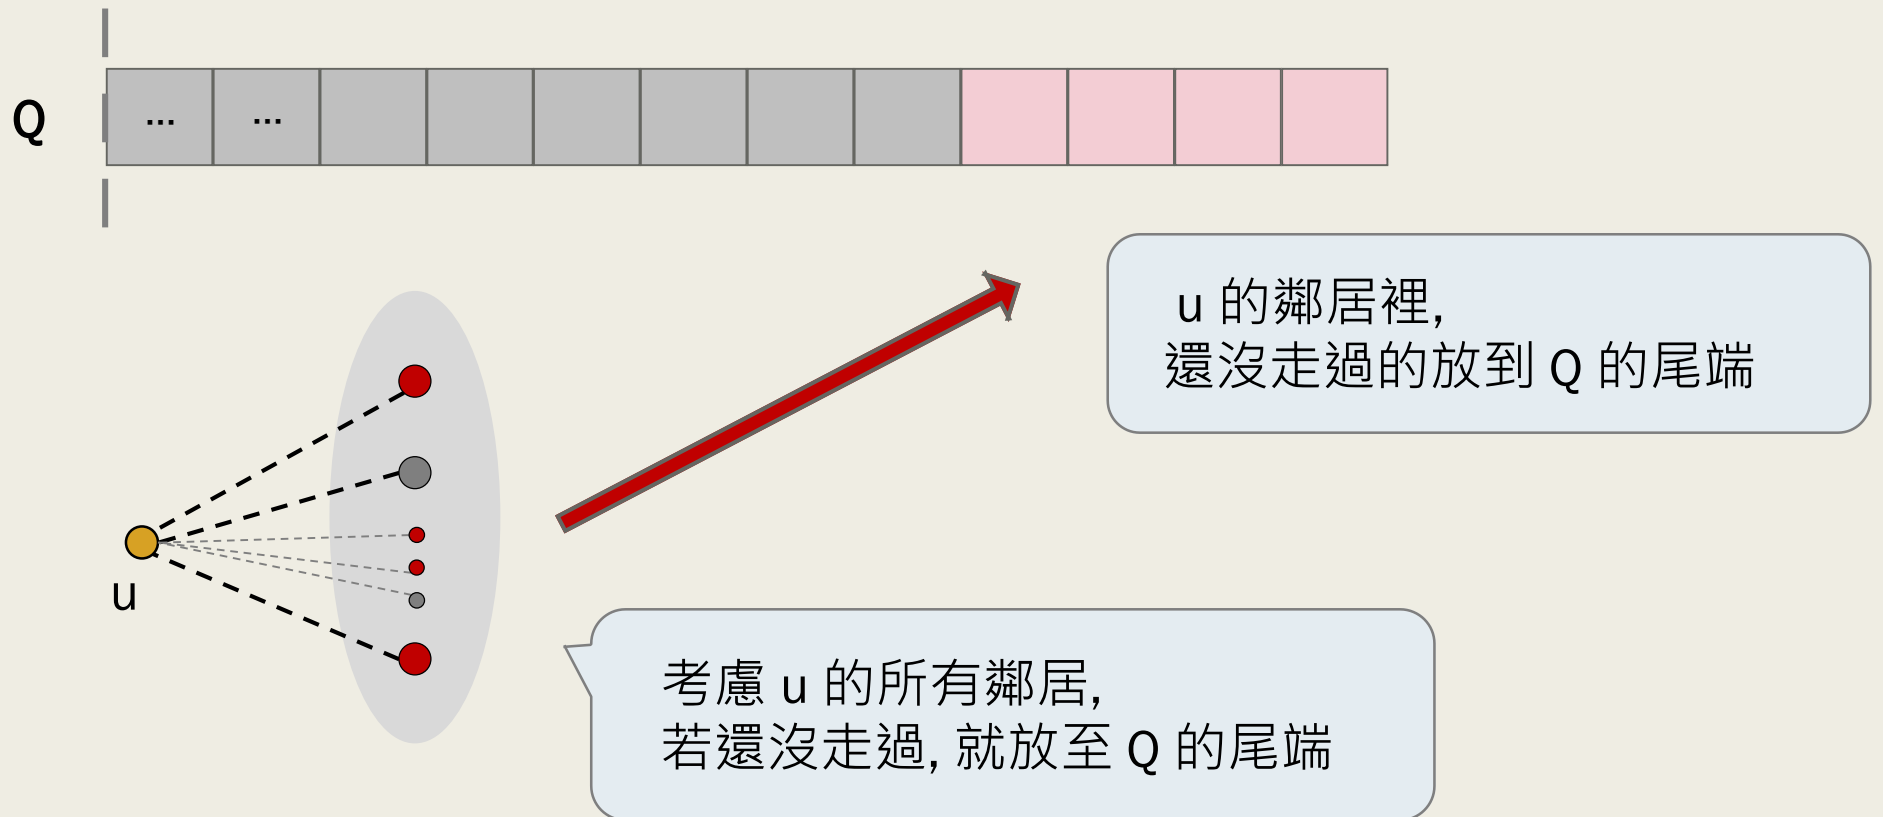 Q
...
...
u 的鄰居裡,
還沒走過的放到 Q 的尾端
u
考慮 u 的所有鄰居,
若還沒走過, 就放至 Q 的尾端